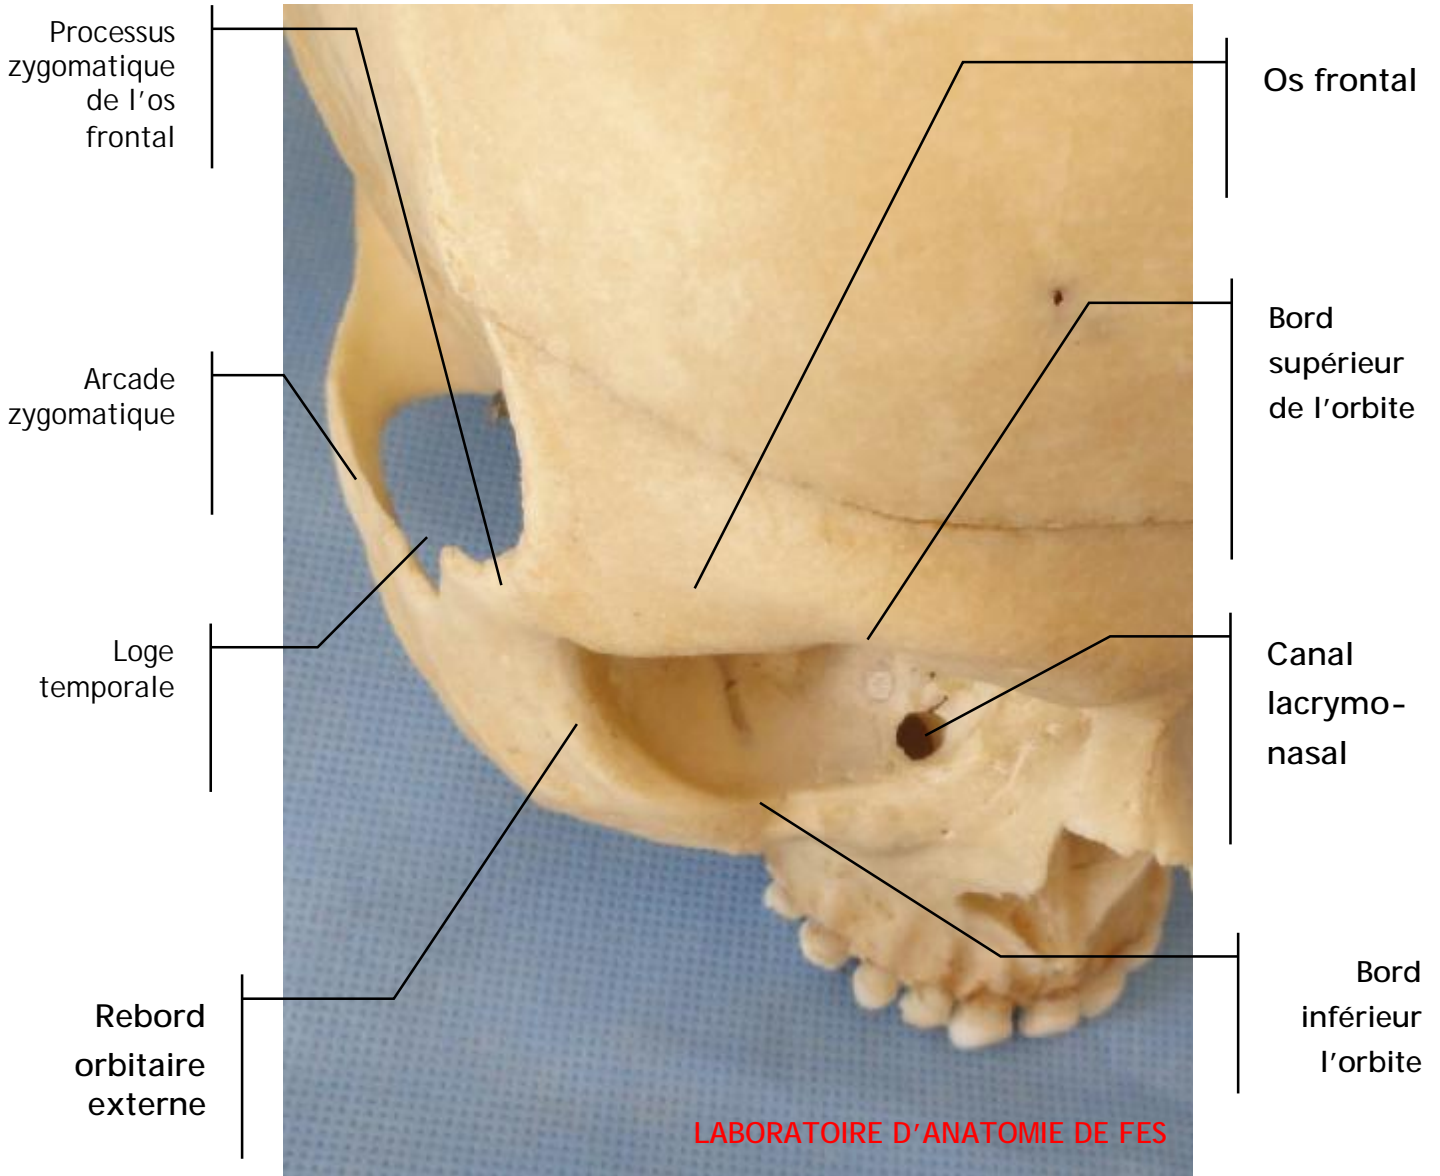 Processus
zygomatique
de l'os
frontal
Arcade
zygomatique
Loge
temporale
Rebord
orbitaire
externe
Os frontal
Bord
supérieur
de l'orbite
Canal
lacrymo-
nasal
Bord
inférieur
l'orbite
LABORATOIRE D'ANATOMIE DE FES